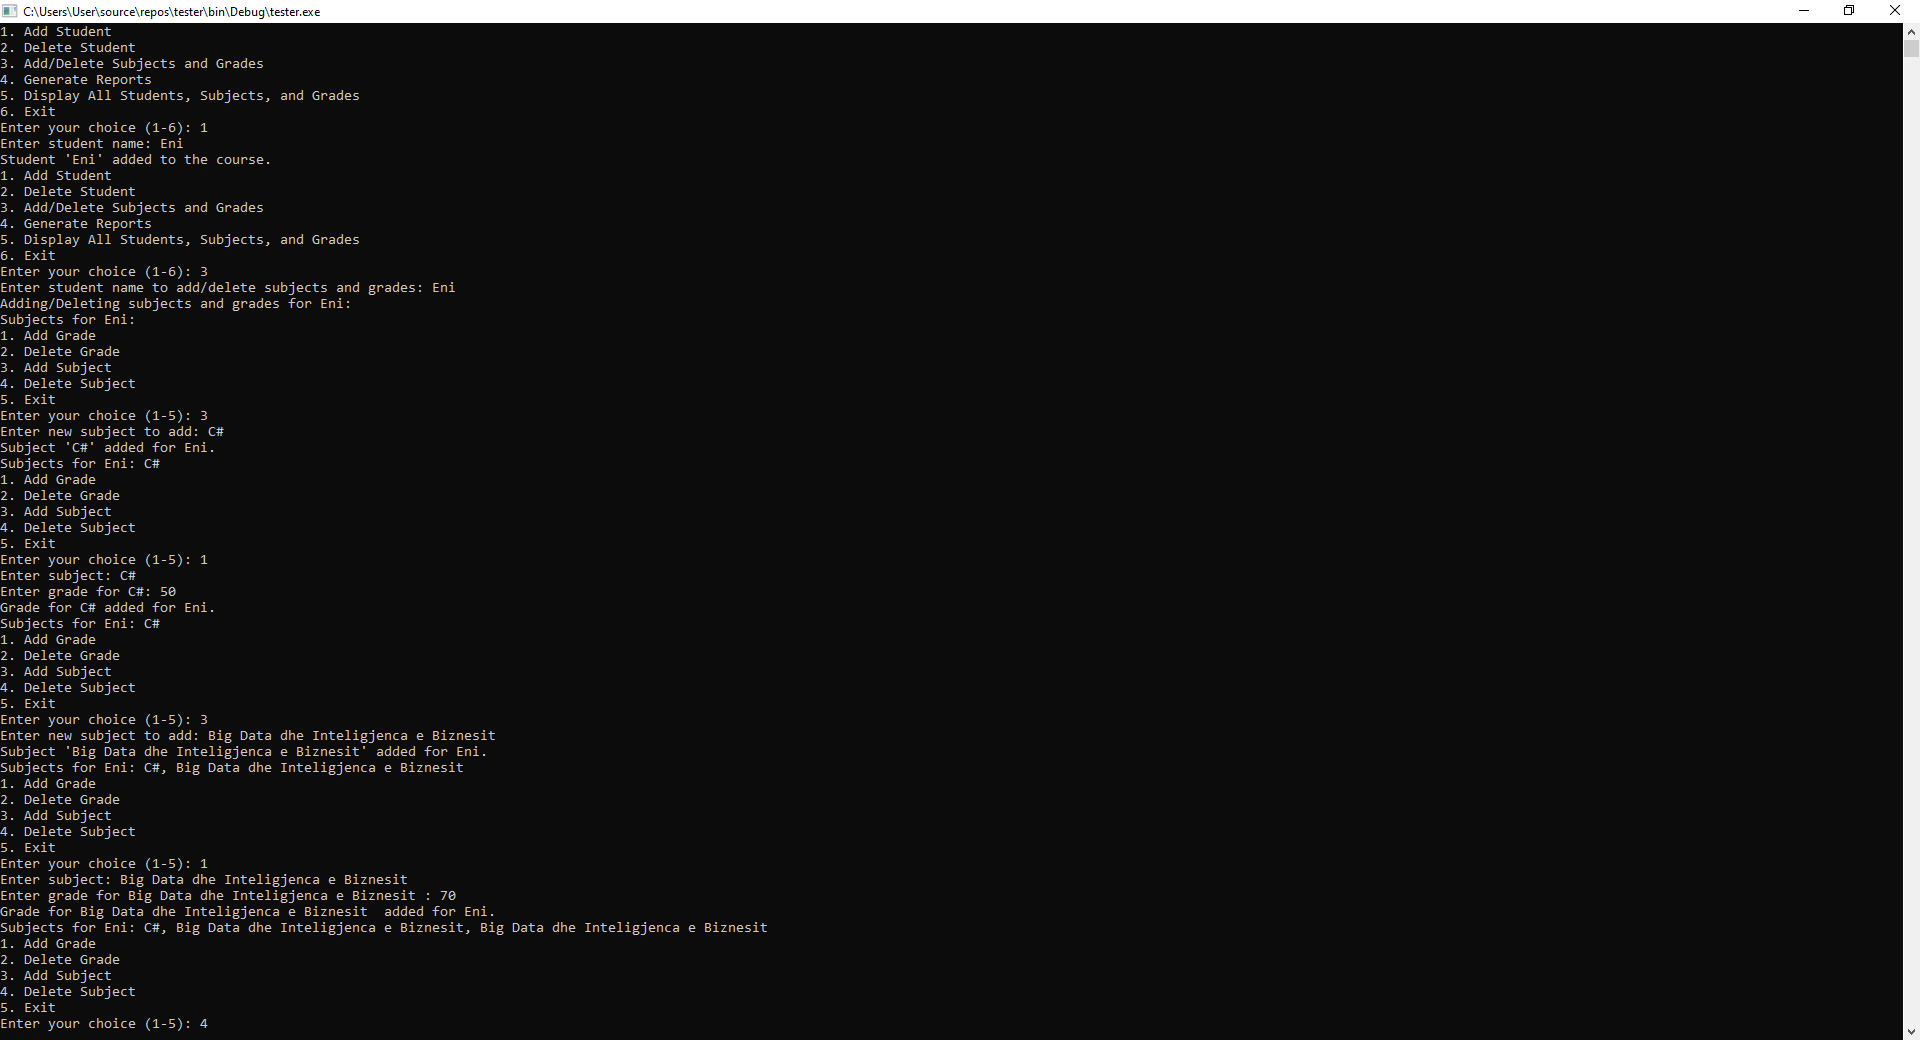 C:\Users\User\source\repos\tester\bin\Debug\tester.exe
1. Add Student
2. Delete Student
3. Add/Delete Subjects and Grades
4. Generate Reports
5. Display All Students, Subjects, and Grades
6. Exit
Enter your choice (1-6): 1
Enter student name: Eni
Student 'Eni' added to the course.
1. Add Student
2. Delete Student
3. Add/Delete Subjects and Grades
4. Generate Reports
5. Display All Students, Subjects, and Grades
6. Exit
Enter your choice (1-6): 3
Enter student name to add/delete subjects and grades: Eni
Adding/Deleting subjects and grades for Eni:
Subjects for Eni:
1. Add Grade
2. Delete Grade
3. Add Subject
4. Delete Subject
5. Exit
Enter your choice (1-5): 3
Enter new subject to add: C#
Subject 'C#' added for Eni.
Subjects for Eni: C#
1. Add Grade
2. Delete Grade
3. Add Subject
4. Delete Subject
5. Exit
Enter your choice (1-5): 1
Enter subject: C#
Enter grade for C#: 50
Grade for C# added for Eni.
Subjects for Eni: C#
1. Add Grade
2. Delete Grade
3. Add Subject
4. Delete Subject
5. Exit
Enter your choice (1-5): 3
Enter new subject to add: Big Data dhe Inteligjenca e Biznesit
Subject 'Big Data dhe Inteligjenca e Biznesit' added for Eni.
Subjects for Eni: C#, Big Data dhe Inteligjenca e Biznesit
1. Add Grade
2. Delete Grade
3. Add Subject
4. Delete Subject
5. Exit
Enter your choice (1-5): 1
Enter subject: Big Data dhe Inteligjenca e Biznesit
Enter grade for Big Data dhe Inteligjenca e Biznesit : 70
Grade for Big Data dhe Inteligjenca e Biznesit  added for Eni.
Subjects for Eni: C#, Big Data dhe Inteligjenca e Biznesit, Big Data dhe Inteligjenca e Biznesit
1. Add Grade
2. Delete Grade
3. Add Subject
4. Delete Subject
5. Exit
Enter your choice (1-5): 4